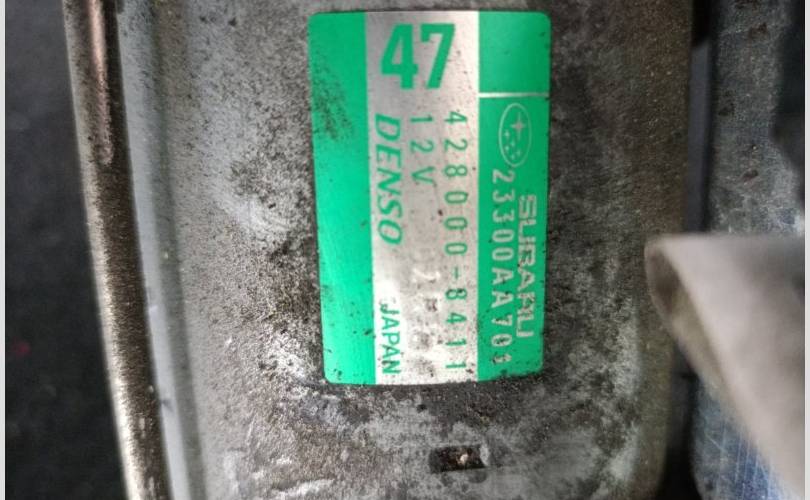 47
SUBARU
23300AA701
428000-8411
12V
DENSO JAPAN